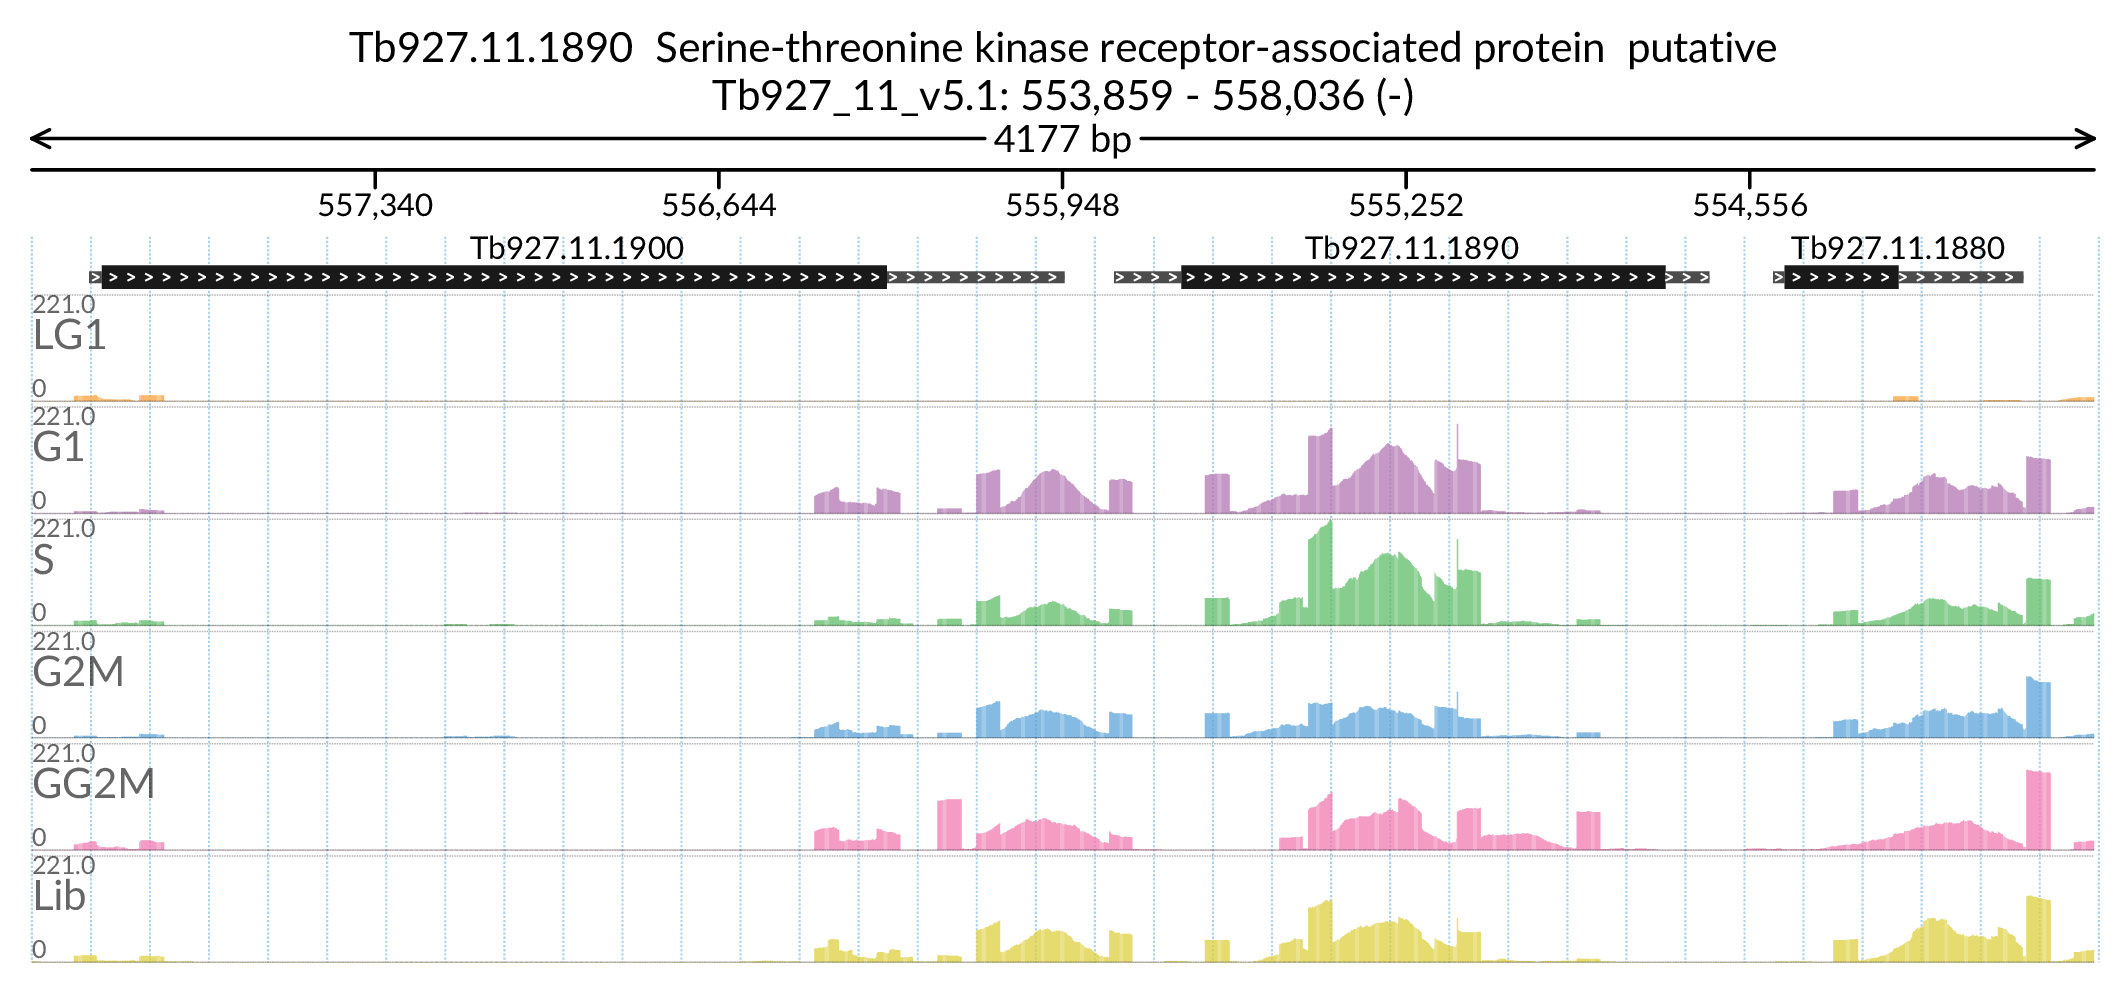 Tb927.11.1890  Serine-threonine kinase receptor-associated protein  putative
Tb927_11_v5.1: 553,859 - 558,036 (-)
4177 bp
557,340 556,644 555,948 555,252 554,556
Tb927.11.1900 Tb927.11.1890 Tb927.11.1880
221.0
LG1
0
221.0
G1
0
221.0
S
0
221.0
G2M
0
221.0
GG2M
0
221.0
Lib
0